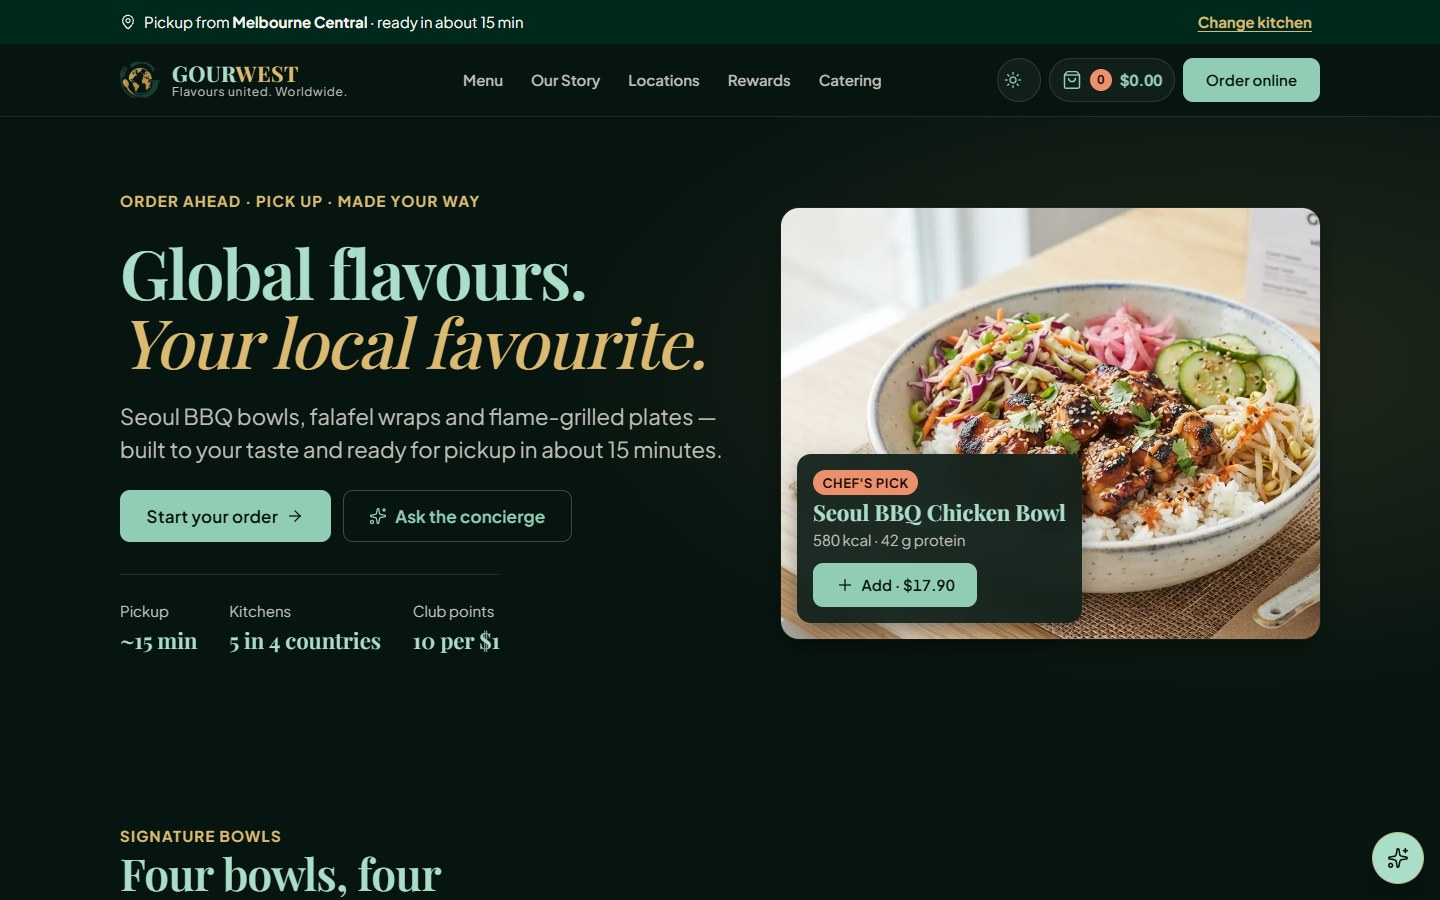 Pickup from Melbourne Central · ready in about 15 min
Change kitchen
GOURWEST
Flavours united. Worldwide.
Menu
Our Story
Locations
Rewards
Catering
0
$0.00
Order online
ORDER AHEAD · PICK UP · MADE YOUR WAY
Global flavours.
Your local favourite.
Seoul BBQ bowls, falafel wraps and flame-grilled plates —
built to your taste and ready for pickup in about 15 minutes.
Start your order
Ask the concierge
Pickup
~15 min
Kitchens
5 in 4 countries
Club points
10 per $1
CHEF'S PICK
Seoul BBQ Chicken Bowl
580 kcal · 42 g protein
Add · $17.90
SIGNATURE BOWLS
Four bowls, four